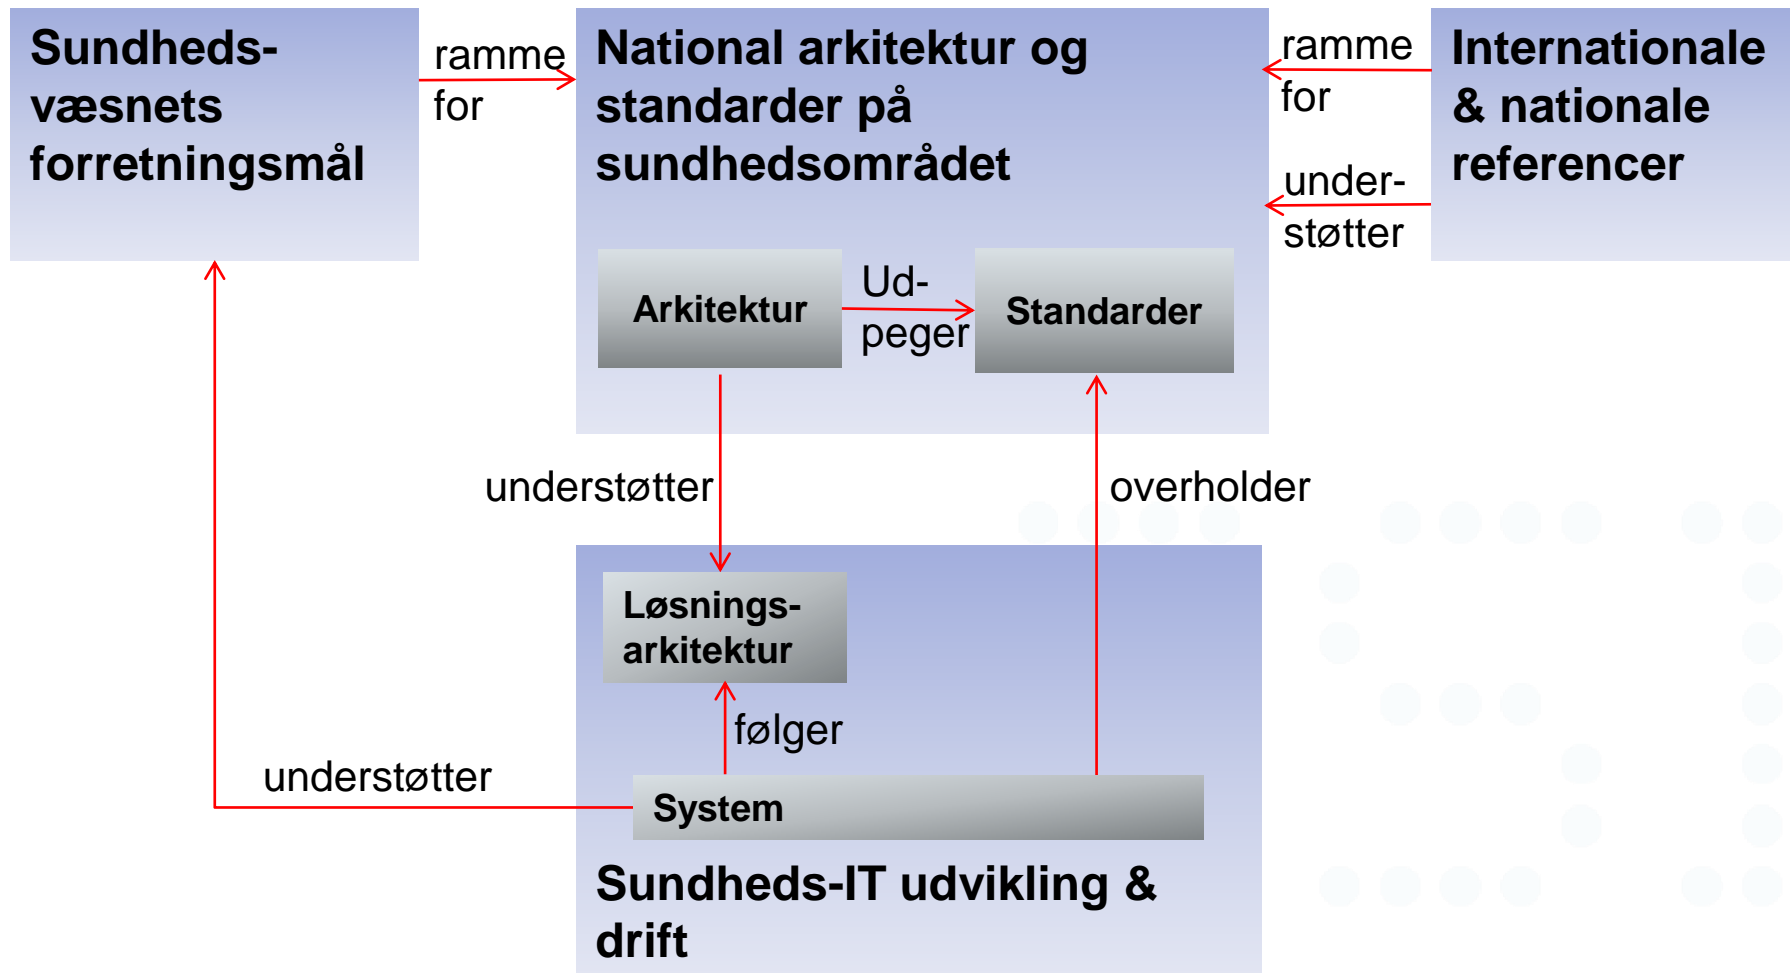 Sundheds-
væsnets
forretningsmål
ramme
for
National arkitektur og
standarder på
sundhedsområdet
ramme
for
under-
støtter
Internationale
& nationale
referencer
Arkitektur
Ud-
peger
Standarder
understøtter
overholder
Løsnings-
arkitektur
følger
understøtter
System
Sundheds-IT udvikling &
drift